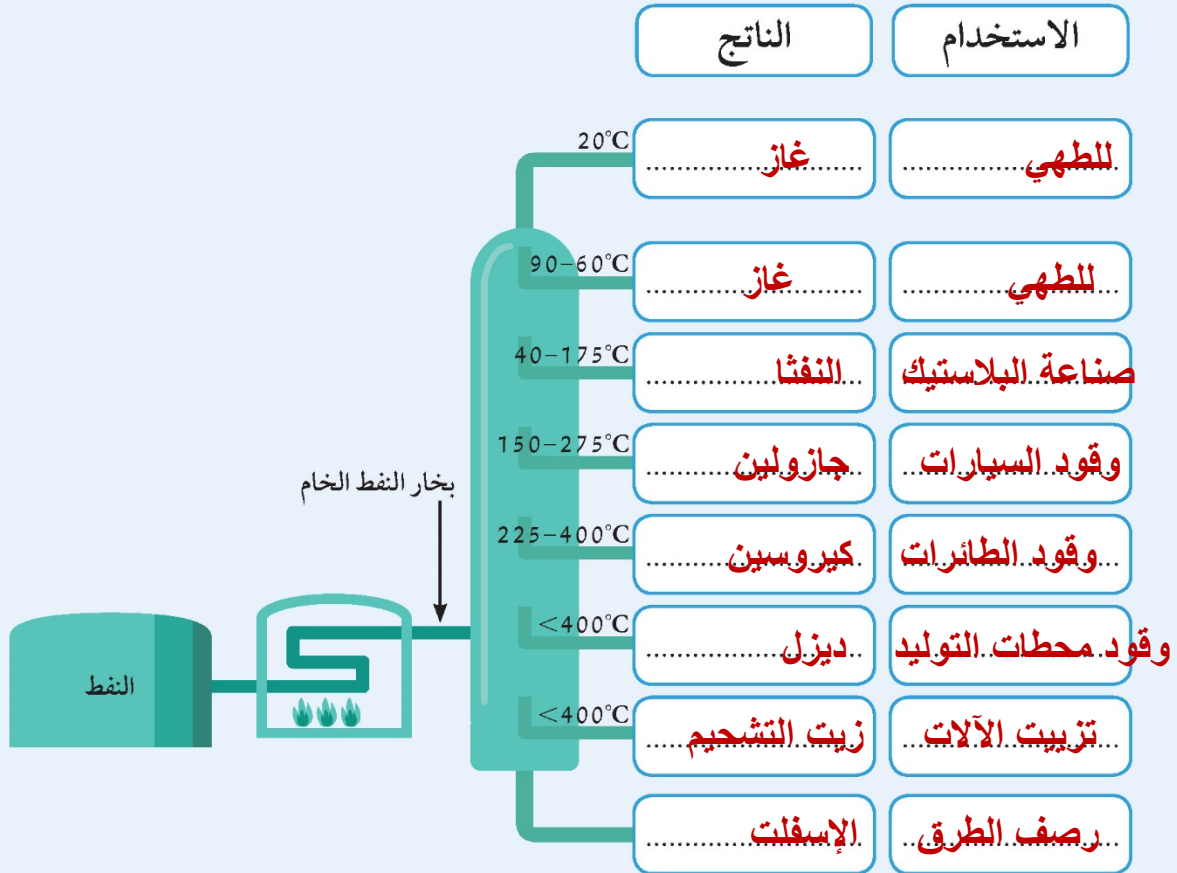 الاستخدام الناتج
20°C غاز للطهي
90-60°C غاز للطهي
40-175°C النفثا صناعة البلاستيك
150-275°C جازولين وقود السيارات
بخار النفط الخام
225-400°C كيروسين وقود الطائرات
<400°C ديزل وقود محطات التوليد
النفط
<400°C زيت التشحيم تزييت الآلات
الإسفلت رصف الطرق